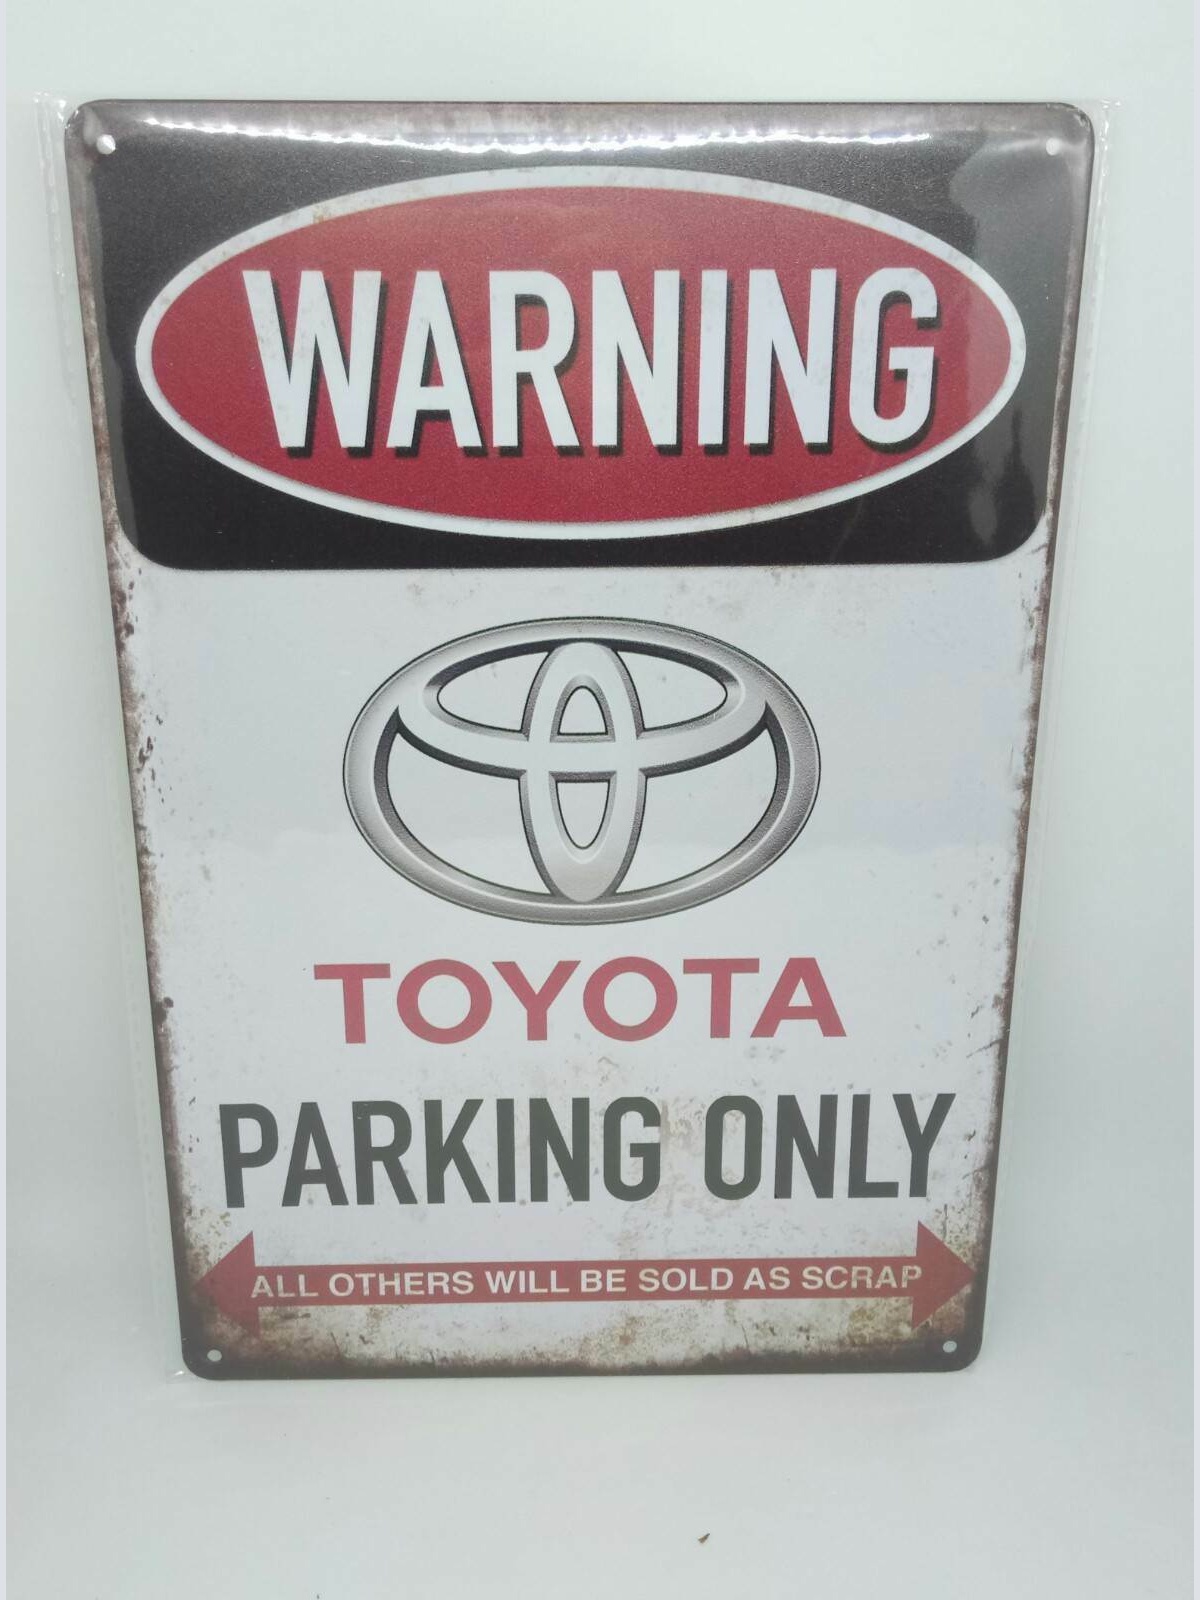 WARNING
TOYOTA
PARKING ONLY
ALL OTHERS WILL BE SOLD AS SCRAP